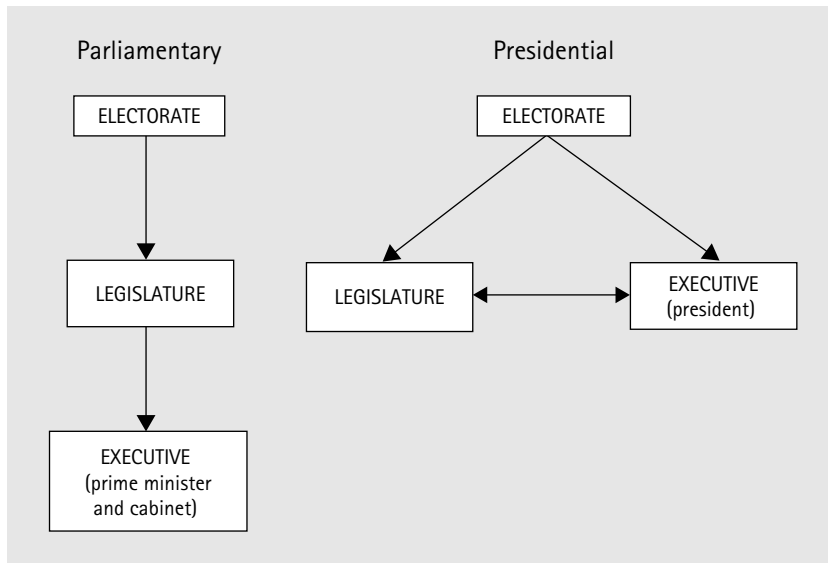 Parliamentary
ELECTORATE
LEGISLATURE
EXECUTIVE
(prime minister
and cabinet)
Presidential
ELECTORATE
LEGISLATURE
EXECUTIVE
(president)